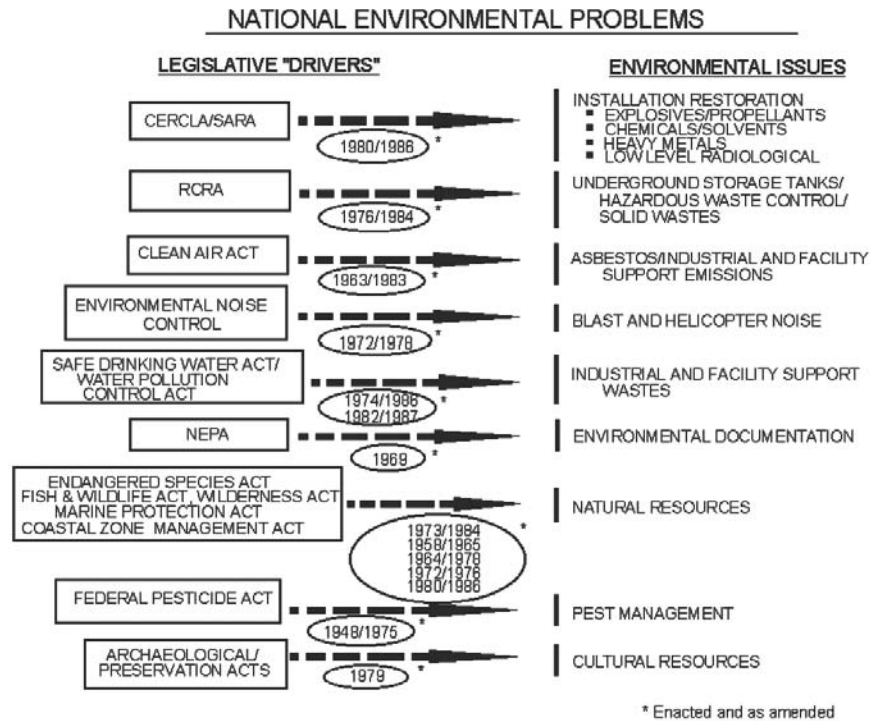 NATIONAL ENVIRONMENTAL PROBLEMS
LEGISLATIVE "DRIVERS"
ENVIRONMENTAL ISSUES
CERCLA/SARA
1980/1986 *
INSTALLATION RESTORATION
▪ EXPLOSIVES/PROPELLANTS
▪ CHEMICALS/SOLVENTS
▪ HEAVY METALS
▪ LOW LEVEL RADIOLOGICAL
RCRA
1976/1984 *
UNDERGROUND STORAGE TANKS/
HAZARDOUS WASTE CONTROL/
SOLID WASTES
CLEAN AIR ACT
1963/1983 *
ASBESTOS/INDUSTRIAL AND FACILITY
SUPPORT EMISSIONS
ENVIRONMENTAL NOISE
CONTROL
1972/1978 *
BLAST AND HELICOPTER NOISE
SAFE DRINKING WATER ACT/
WATER POLLUTION
CONTROL ACT
1974/1986 *
1982/1987
INDUSTRIAL AND FACILITY SUPPORT
WASTES
NEPA
1969 *
ENVIRONMENTAL DOCUMENTATION
ENDANGERED SPECIES ACT
FISH & WILDLIFE ACT, WILDERNESS ACT
MARINE PROTECTION ACT
COASTAL ZONE MANAGEMENT ACT
1973/1984 *
1958/1965
1964/1978
1972/1976
1980/1986
NATURAL RESOURCES
FEDERAL PESTICIDE ACT
1948/1975 *
PEST MANAGEMENT
ARCHAEOLOGICAL/
PRESERVATION ACTS
1979 *
CULTURAL RESOURCES
* Enacted and as amended